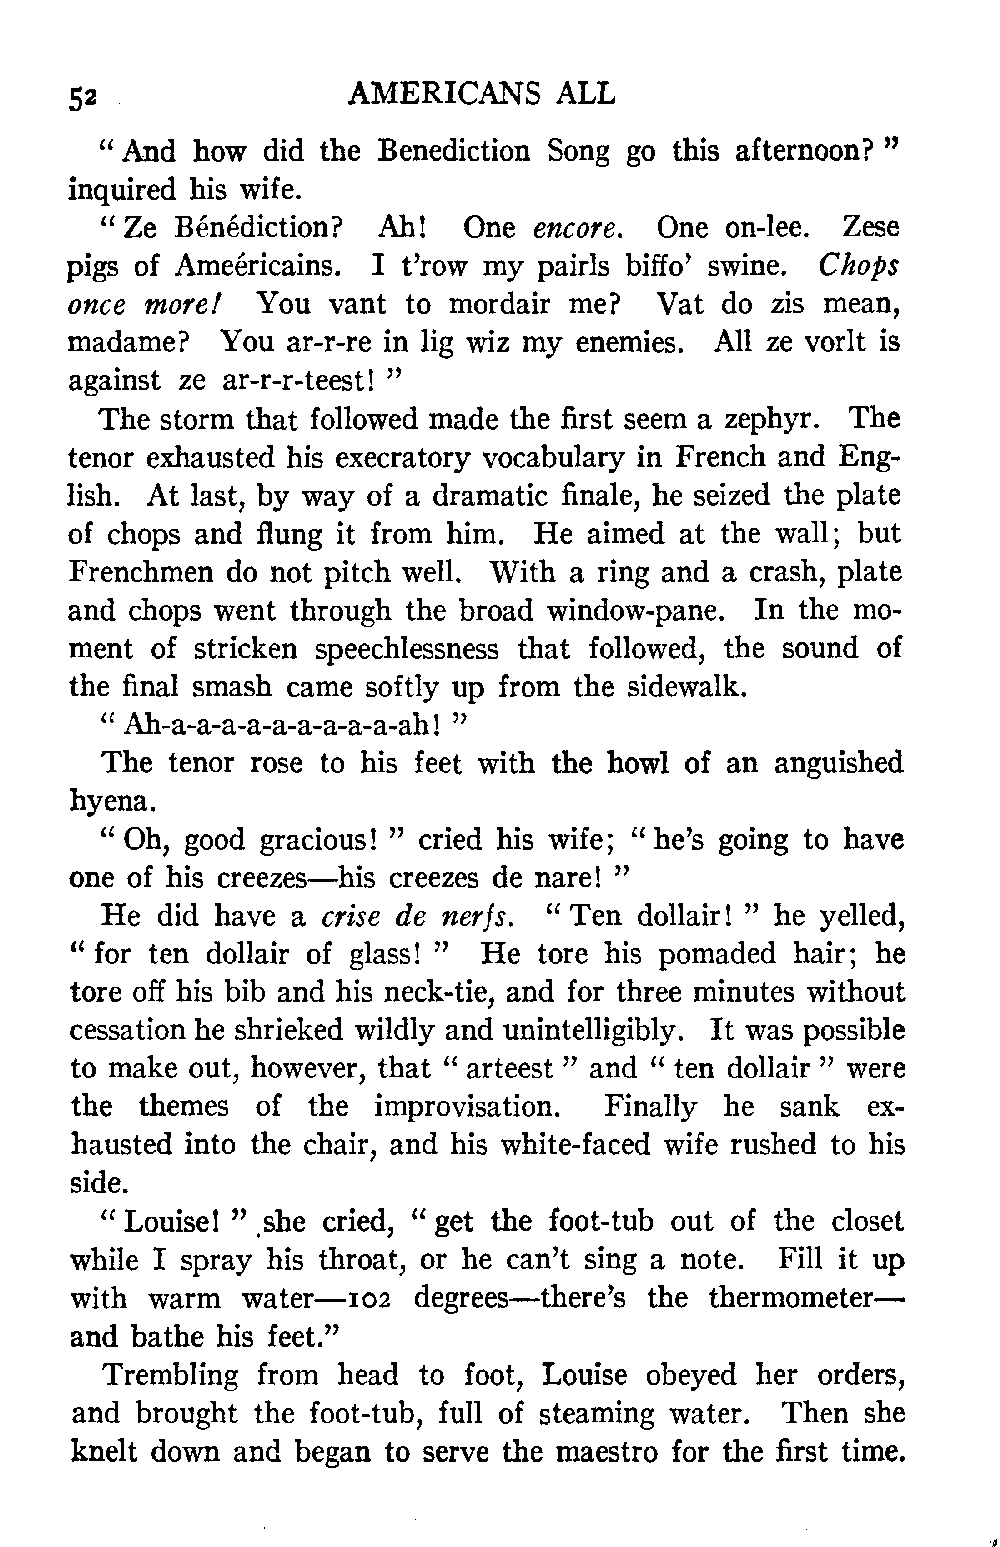 52 AMERICANS ALL
“ And how did the Benediction Song go this afternoon? ”
inquired his wife.
“ Ze Bénédiction? Ah! One encore. One on-lee. Zese
pigs of Ameéricains. I t’row my pairls biffo’ swine. Chops
once more! You vant to mordair me? Vat do zis mean,
madame? You ar-r-re in lig wiz my enemies. All ze vorlt is
against ze ar-r-r-teest! ”
The storm that followed made the first seem a zephyr. The
tenor exhausted his execratory vocabulary in French and Eng-
lish. At last, by way of a dramatic finale, he seized the plate
of chops and flung it from him. He aimed at the wall; but
Frenchmen do not pitch well. With a ring and a crash, plate
and chops went through the broad window-pane. In the mo-
ment of stricken speechlessness that followed, the sound of
the final smash came softly up from the sidewalk.
“ Ah-a-a-a-a-a-a-a-a-a-a-ah! ”
The tenor rose to his feet with the howl of an anguished
hyena.
“ Oh, good gracious! ” cried his wife; “ he’s going to have
one of his creezes—his creezes de nare! ”
He did have a crise de nerfs. “ Ten dollair! ” he yelled,
“ for ten dollair of glass! ” He tore his pomaded hair; he
tore off his bib and his neck-tie, and for three minutes without
cessation he shrieked wildly and unintelligibly. It was possible
to make out, however, that “ arteest ” and “ ten dollair ” were
the themes of the improvisation. Finally he sank ex-
hausted into the chair, and his white-faced wife rushed to his
side.
“ Louise! ” she cried, “ get the foot-tub out of the closet
while I spray his throat, or he can’t sing a note. Fill it up
with warm water—102 degrees—there’s the thermometer—
and bathe his feet.”
Trembling from head to foot, Louise obeyed her orders,
and brought the foot-tub, full of steaming water. Then she
knelt down and began to serve the maestro for the first time.